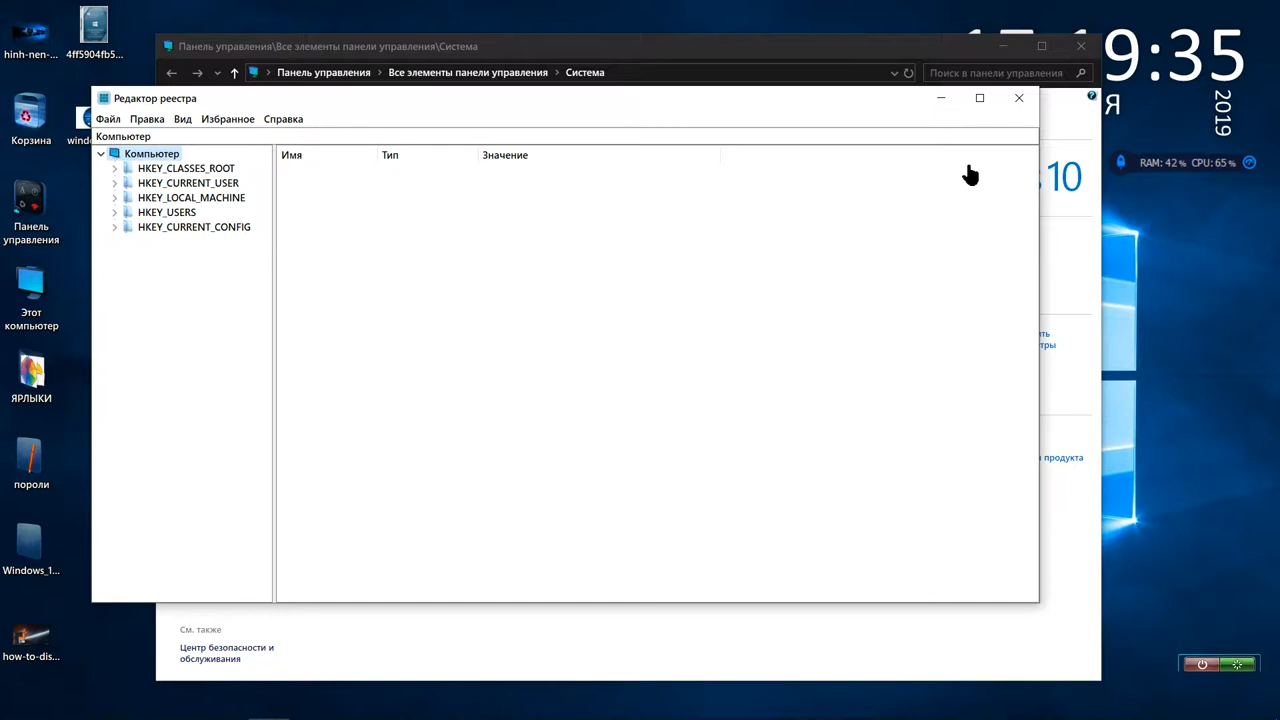 hinh-nen-...
4ff5904fb5...
Корзина
Панель
управления
Этот
компьютер
ЯРЛЫКИ
пороли
Windows_1...
how-to-dis...
Панель управления\Все элементы панели управления\Система
Панель управления > Все элементы панели управления > Система
Поиск в панели управления
Редактор реестра
Файл Правка Вид Избранное Справка
Компьютер
Компьютер
HKEY_CLASSES_ROOT
HKEY_CURRENT_USER
HKEY_LOCAL_MACHINE
HKEY_USERS
HKEY_CURRENT_CONFIG
Имя Тип Значение
10
См. также
Центр безопасности и
обслуживания
9:35
2019
RAM: 42% CPU: 65%